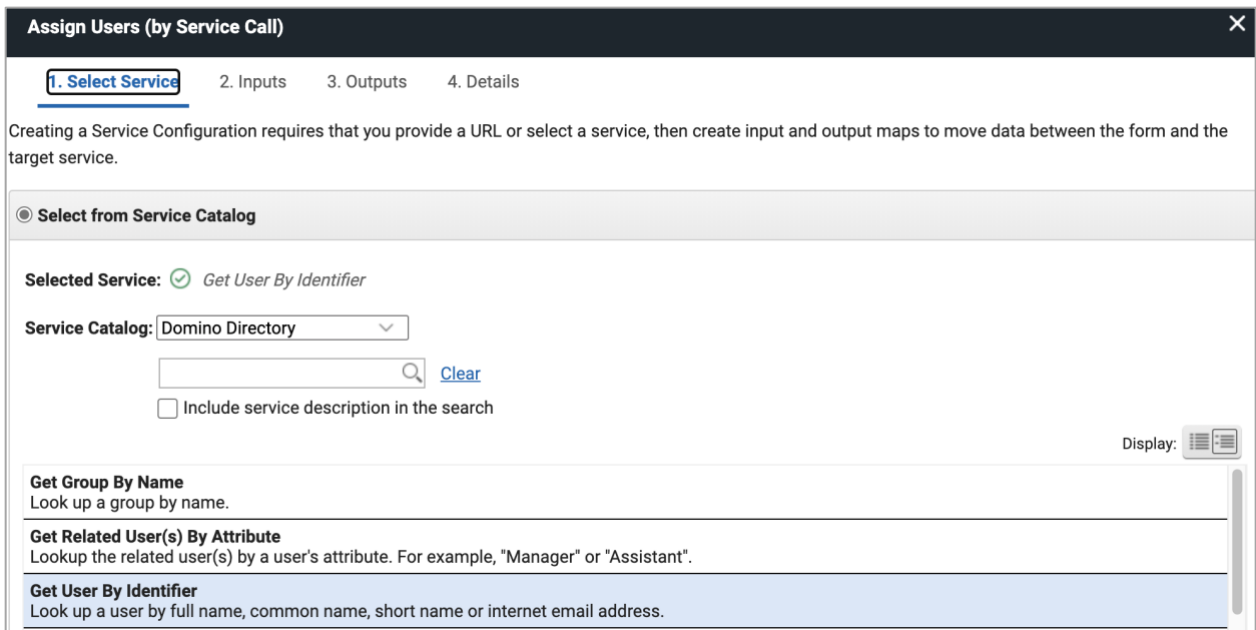 Assign Users (by Service Call)
1. Select Service 2. Inputs 3. Outputs 4. Details
Creating a Service Configuration requires that you provide a URL or select a service, then create input and output maps to move data between the form and the
target service.
Select from Service Catalog
Selected Service: Get User By Identifier
Service Catalog: Domino Directory
Clear
Include service description in the search
Display:
Get Group By Name
Look up a group by name.
Get Related User(s) By Attribute
Lookup the related user(s) by a user's attribute. For example, "Manager" or "Assistant".
Get User By Identifier
Look up a user by full name, common name, short name or internet email address.